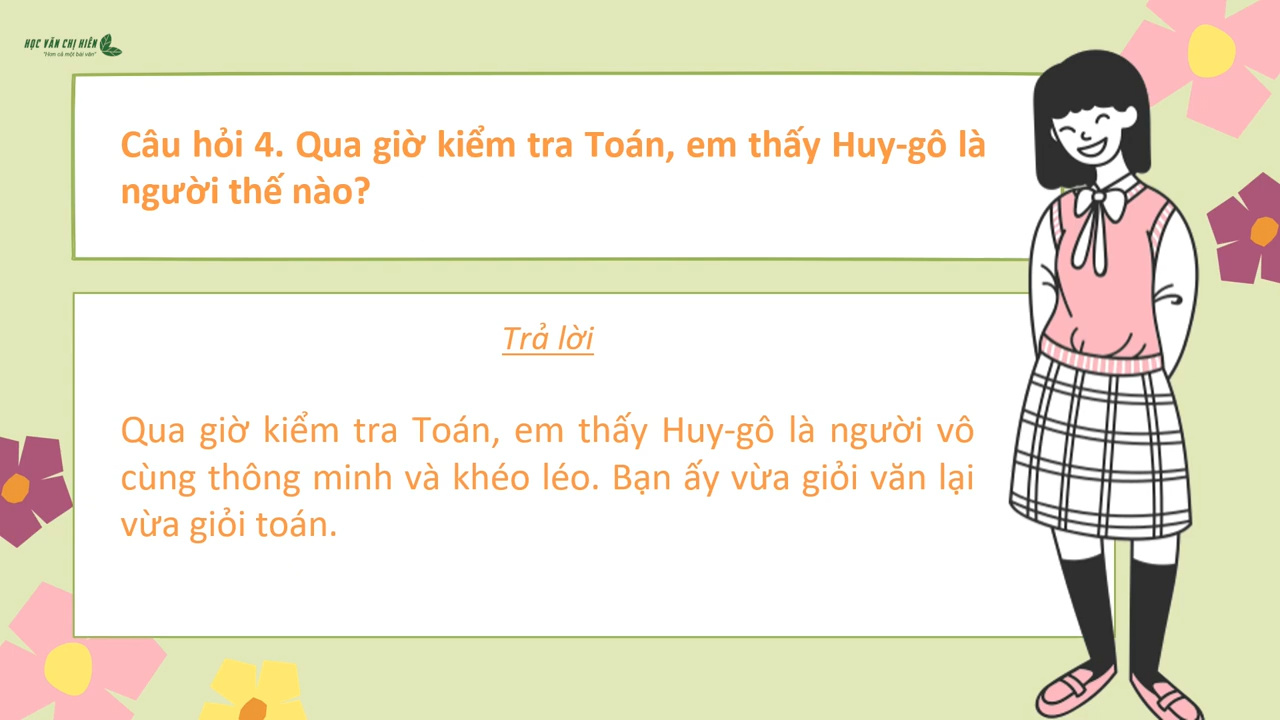 HỌC VĂN CHỊ HIÊN
Câu hỏi 4. Qua giờ kiểm tra Toán, em thấy Huy-gô là
người thế nào?
Trả lời
Qua giờ kiểm tra Toán, em thấy Huy-gô là người vô
cùng thông minh và khéo léo. Bạn ấy vừa giỏi văn lại
vừa giỏi toán.